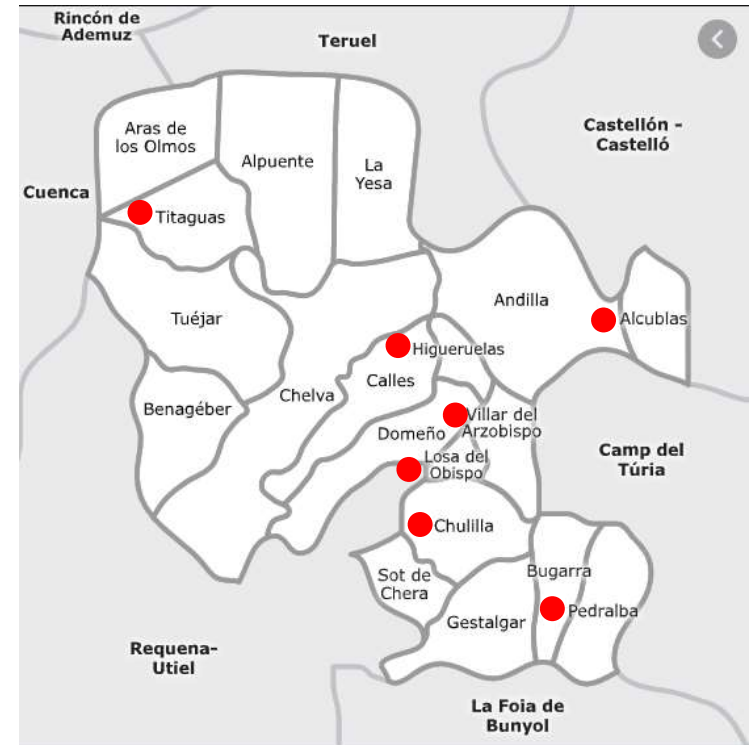 Rincón de
Ademuz
Teruel
Castellón -
Castelló
Aras de
los Olmos
Alpuente
La
Yesa
Cuenca
Titaguas
Andilla
Tuéjar
Alcublas
Higueruelas
Calles
Chelva
Benagéber
Villar del
Arzobispo
Domeño
Losa del
Obispo
Camp del
Túria
Chulilla
Sot de
Chera
Bugarra
Pedralba
Gestalgar
Requena-
Utiel
La Foia de
Bunyol